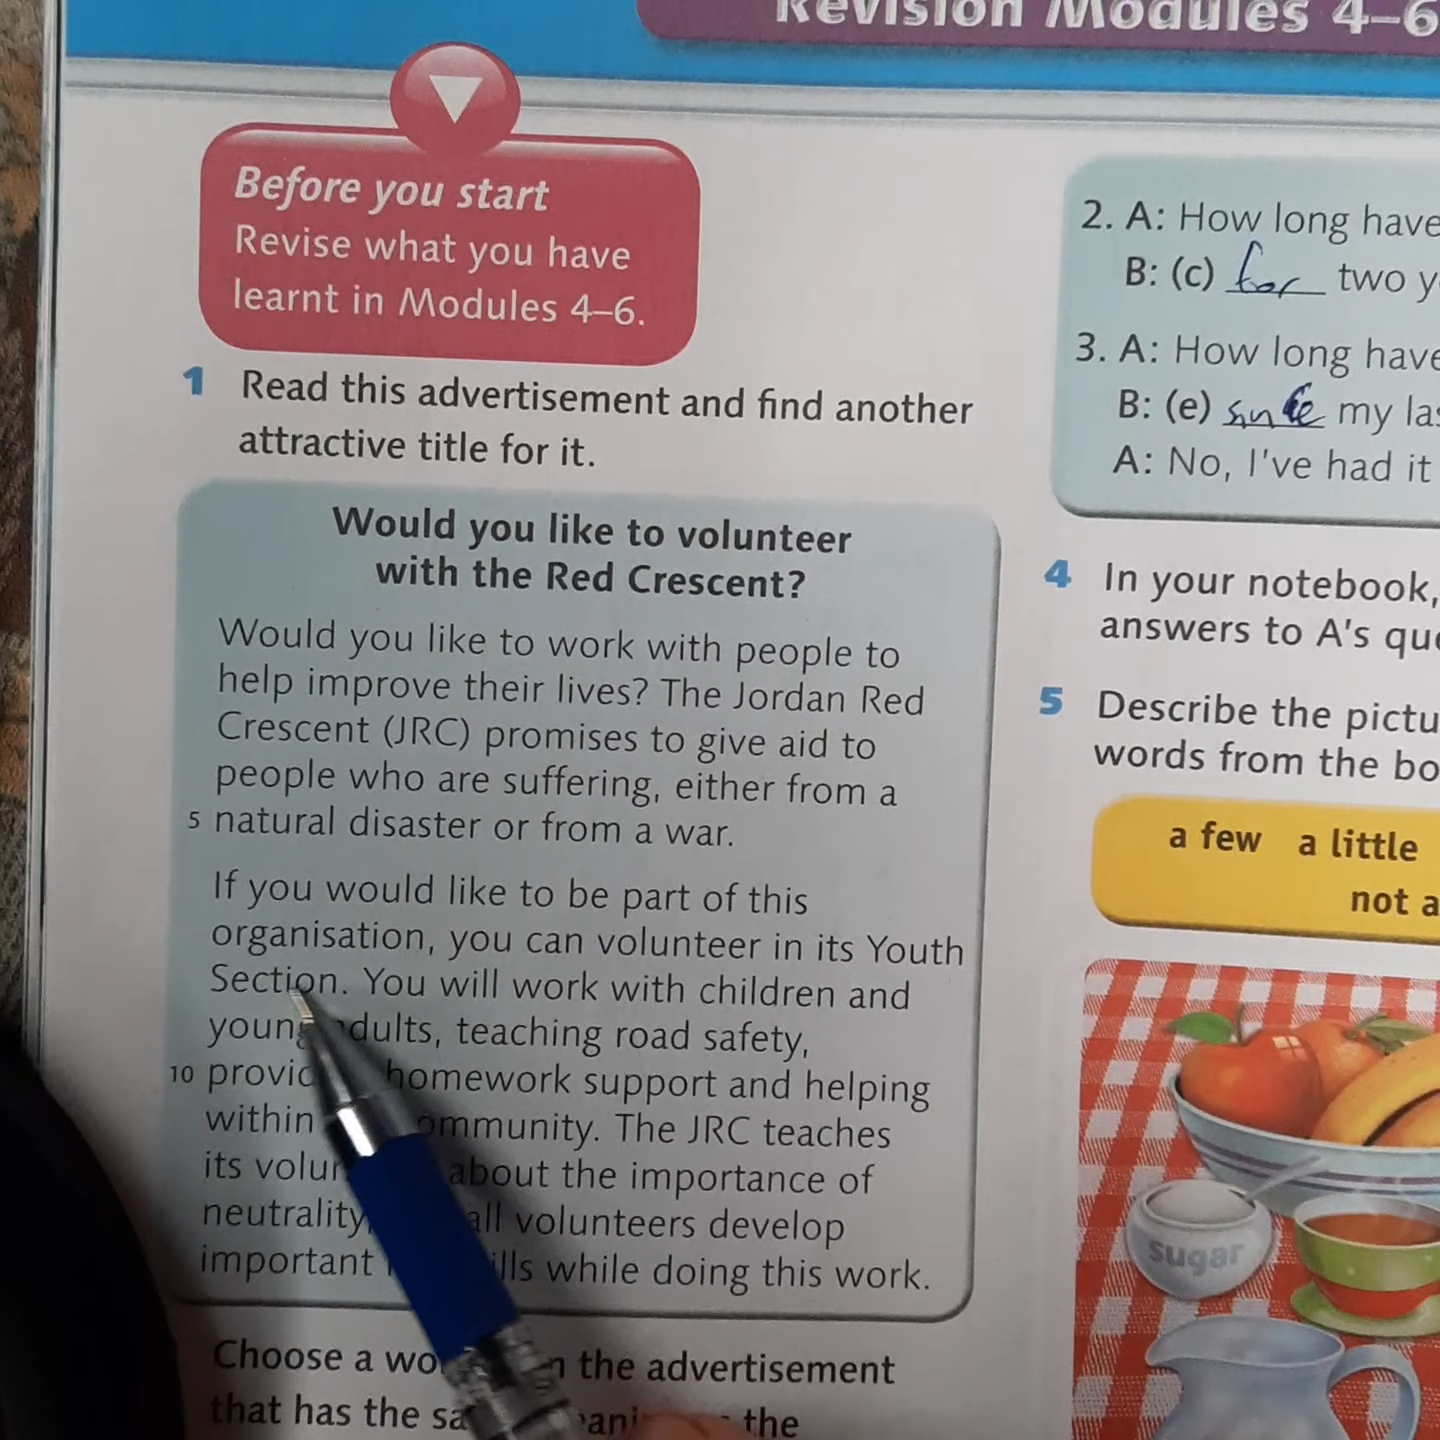 Revision Modules 4–6
Before you start
Revise what you have
learnt in Modules 4–6.
1 Read this advertisement and find another
attractive title for it.
Would you like to volunteer
with the Red Crescent?
Would you like to work with people to
help improve their lives? The Jordan Red
Crescent (JRC) promises to give aid to
people who are suffering, either from a
5 natural disaster or from a war.
If you would like to be part of this
organisation, you can volunteer in its Youth
Section. You will work with children and
young adults, teaching road safety,
10 homework support and helping
within community. The JRC teaches
its about the importance of
neutrality, all volunteers develop
important while doing this work.
Choose a the advertisement
that has the the
2. A: How long have
B: (c) for two
3. A: How long have
B: (e) since my
A: No, I've had it
4 In your notebook,
answers to A's
5 Describe the
words from the
a few a little
not a
sugar